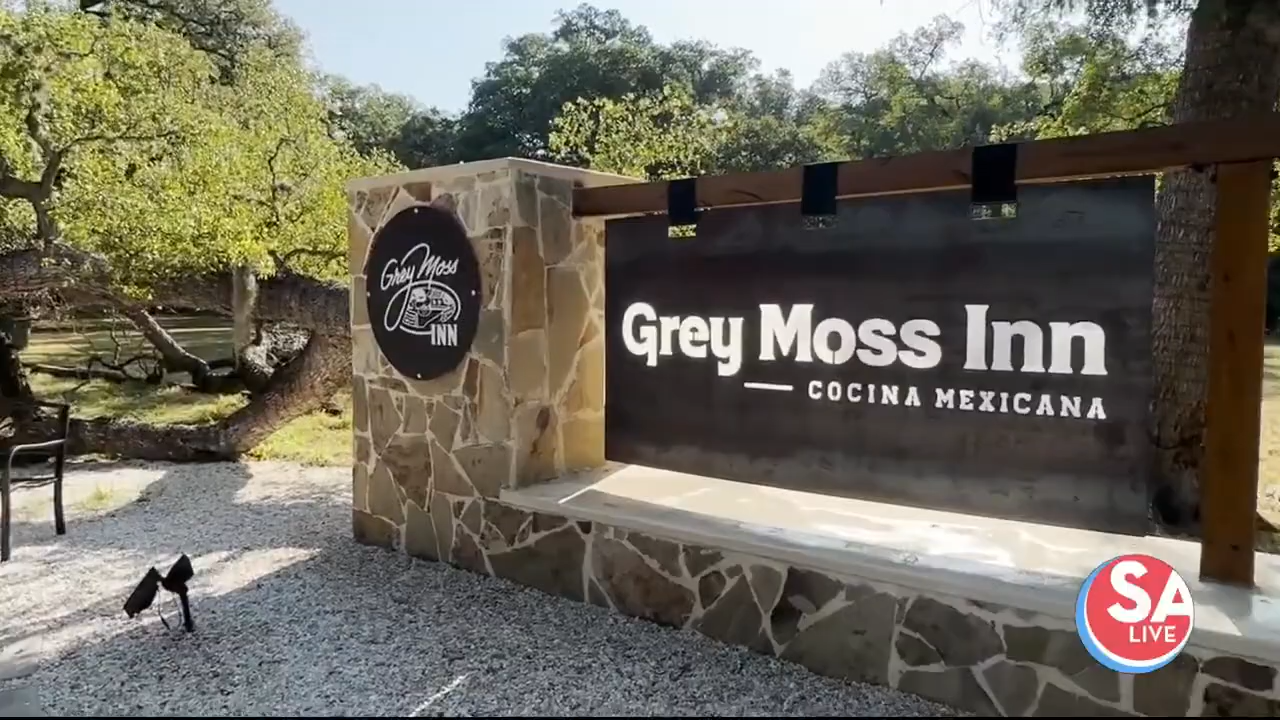 Grey Moss
INN
Grey Moss Inn
COCINA MEXICANA
SA
LIVE